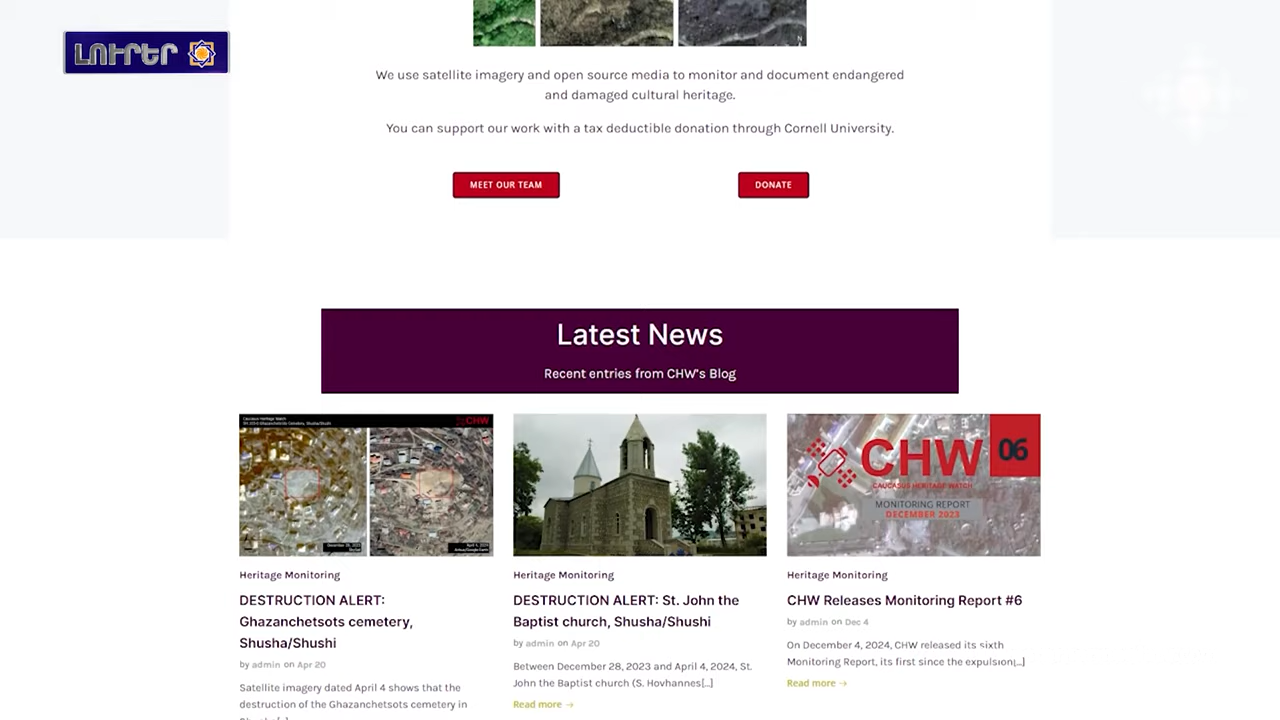 ԼՈՒՐԵՐ
We use satellite imagery and open source media to monitor and document endangered
and damaged cultural heritage.
You can support our work with a tax deductible donation through Cornell University.
MEET OUR TEAM
DONATE
Latest News
Recent entries from CHW's Blog
Caucasus Heritage Watch
CHW
Heritage Monitoring
DESTRUCTION ALERT:
Ghazanchetsots cemetery,
Shusha/Shushi
by admin on Apr 20
Satellite imagery dated April 4 shows that the
destruction of the Ghazanchetsots cemetery in
Heritage Monitoring
DESTRUCTION ALERT: St. John the
Baptist church, Shusha/Shushi
by admin on Apr 20
Between December 28, 2023 and April 4, 2024, St.
John the Baptist church (S. Hovhannes[...]
Read more →
CHW
06
CAUCASUS HERITAGE WATCH
MONITORING REPORT
DECEMBER 2023
Heritage Monitoring
CHW Releases Monitoring Report #6
by admin on Dec 4
On December 4, 2024, CHW released its sixth
Monitoring Report, its first since the expulsion[...]
Read more →